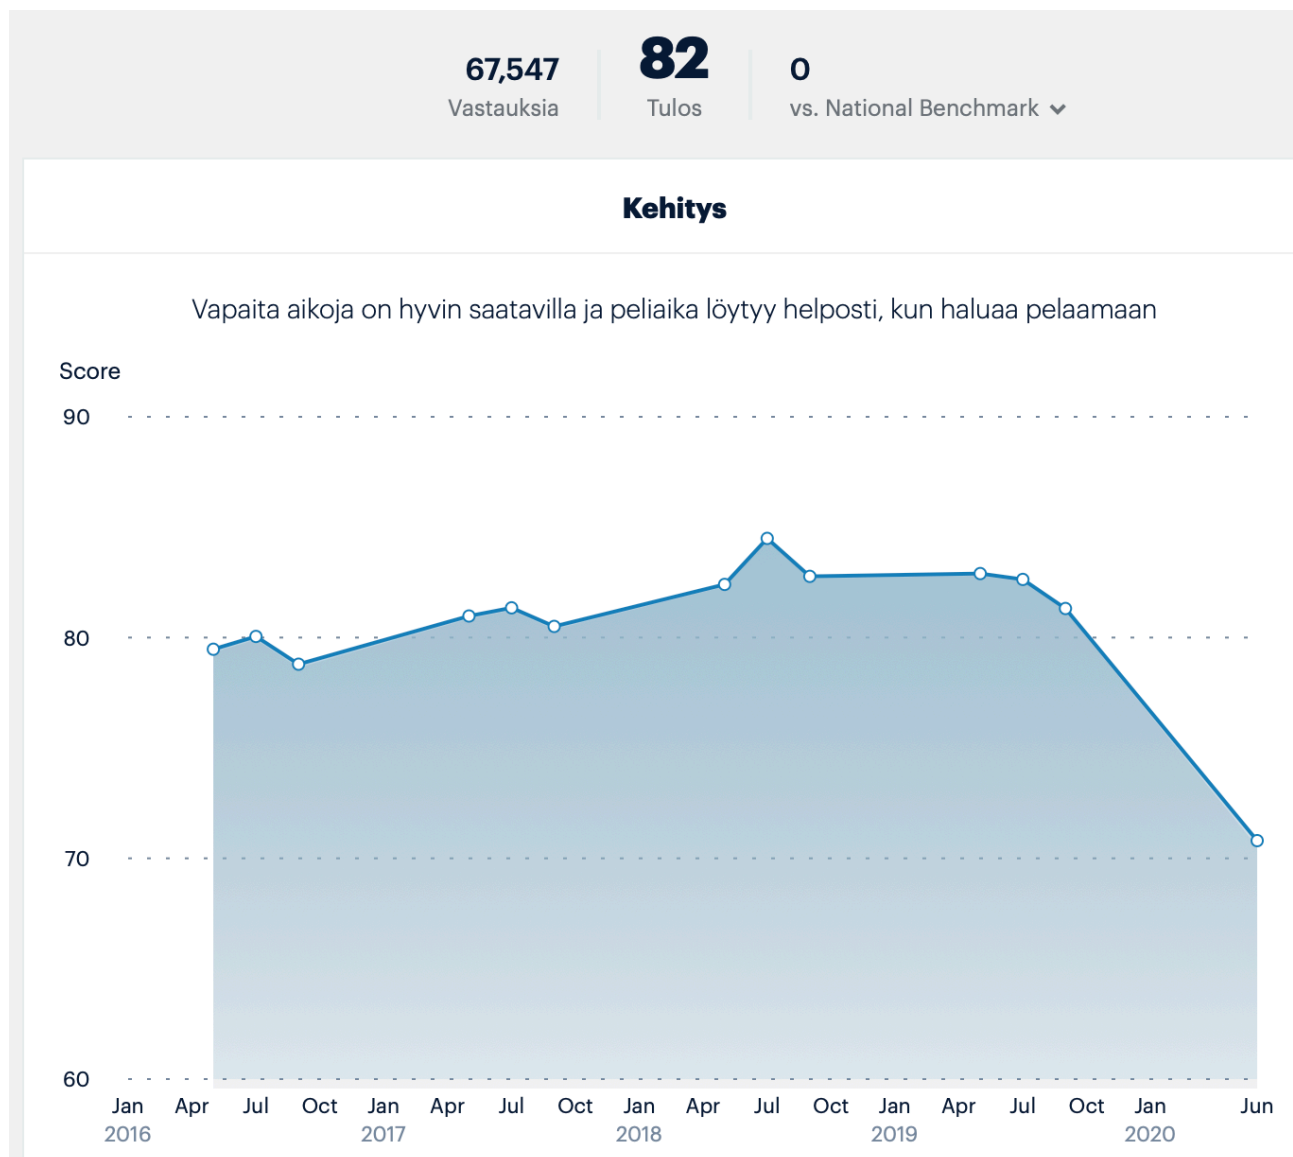 67,547
Vastauksia
82
Tulos
0
vs. National Benchmark
Kehitys
Vapaita aikoja on hyvin saatavilla ja peliaika löytyy helposti, kun haluaa pelaamaan
Score
90
80
70
60
Jan Apr Jul Oct Jan Apr Jul Oct Jan Apr Jul Oct Jan Apr Jul Oct Jan Jun
2016 2017 2018 2019 2020